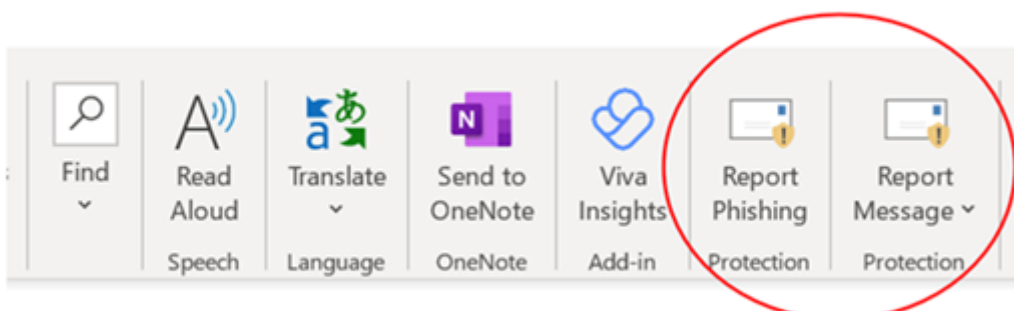 Find
Read
Aloud
Translate
Send to
OneNote
Viva
Insights
Report
Phishing
Report
Message
Speech
Language
OneNote
Add-in
Protection
Protection